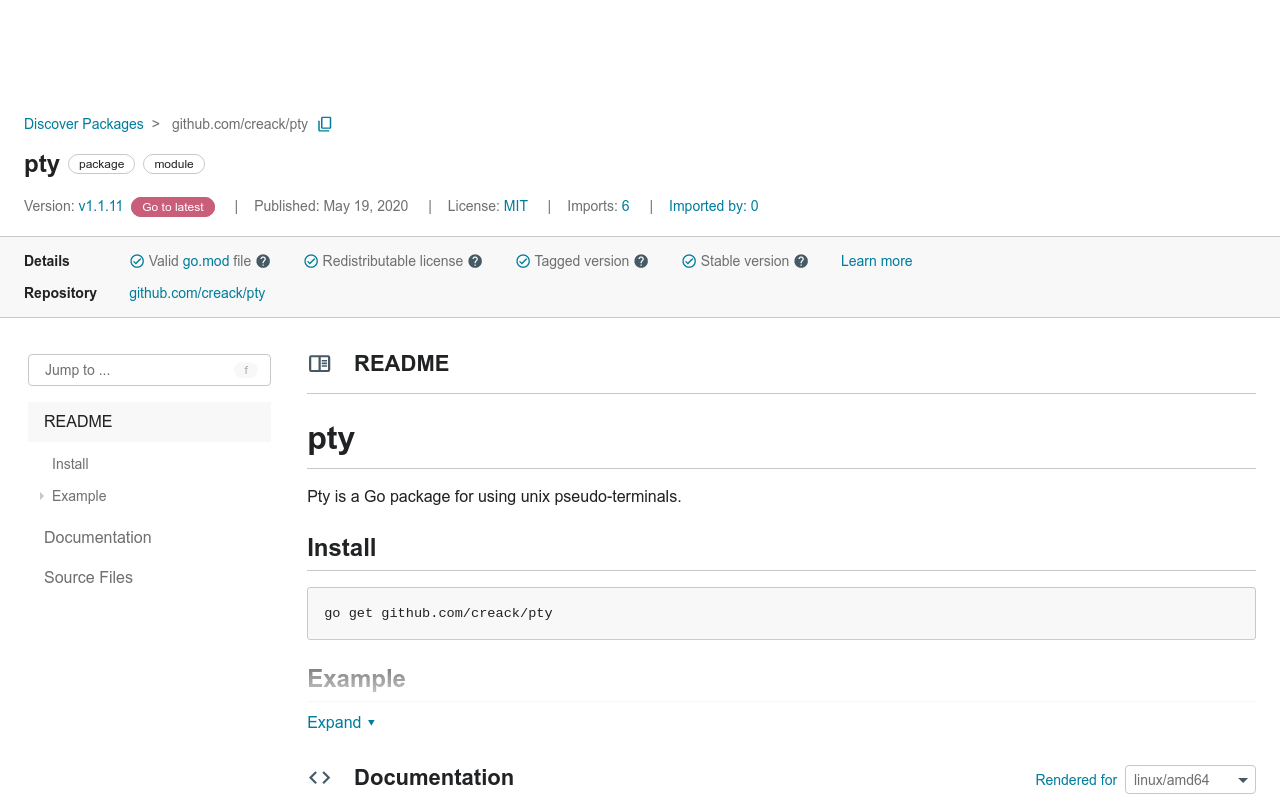 Discover Packages > github.com/creack/pty
pty package module
Version: v1.1.11 Go to latest | Published: May 19, 2020 | License: MIT | Imports: 6 | Imported by: 0
Details Valid go.mod file ? Redistributable license ? Tagged version ? Stable version ? Learn more
Repository github.com/creack/pty
Jump to ... f
README
Install
Example
Documentation
Source Files
README
pty
Pty is a Go package for using unix pseudo-terminals.
Install
go get github.com/creack/pty
Example
Expand
Documentation
Rendered for linux/amd64